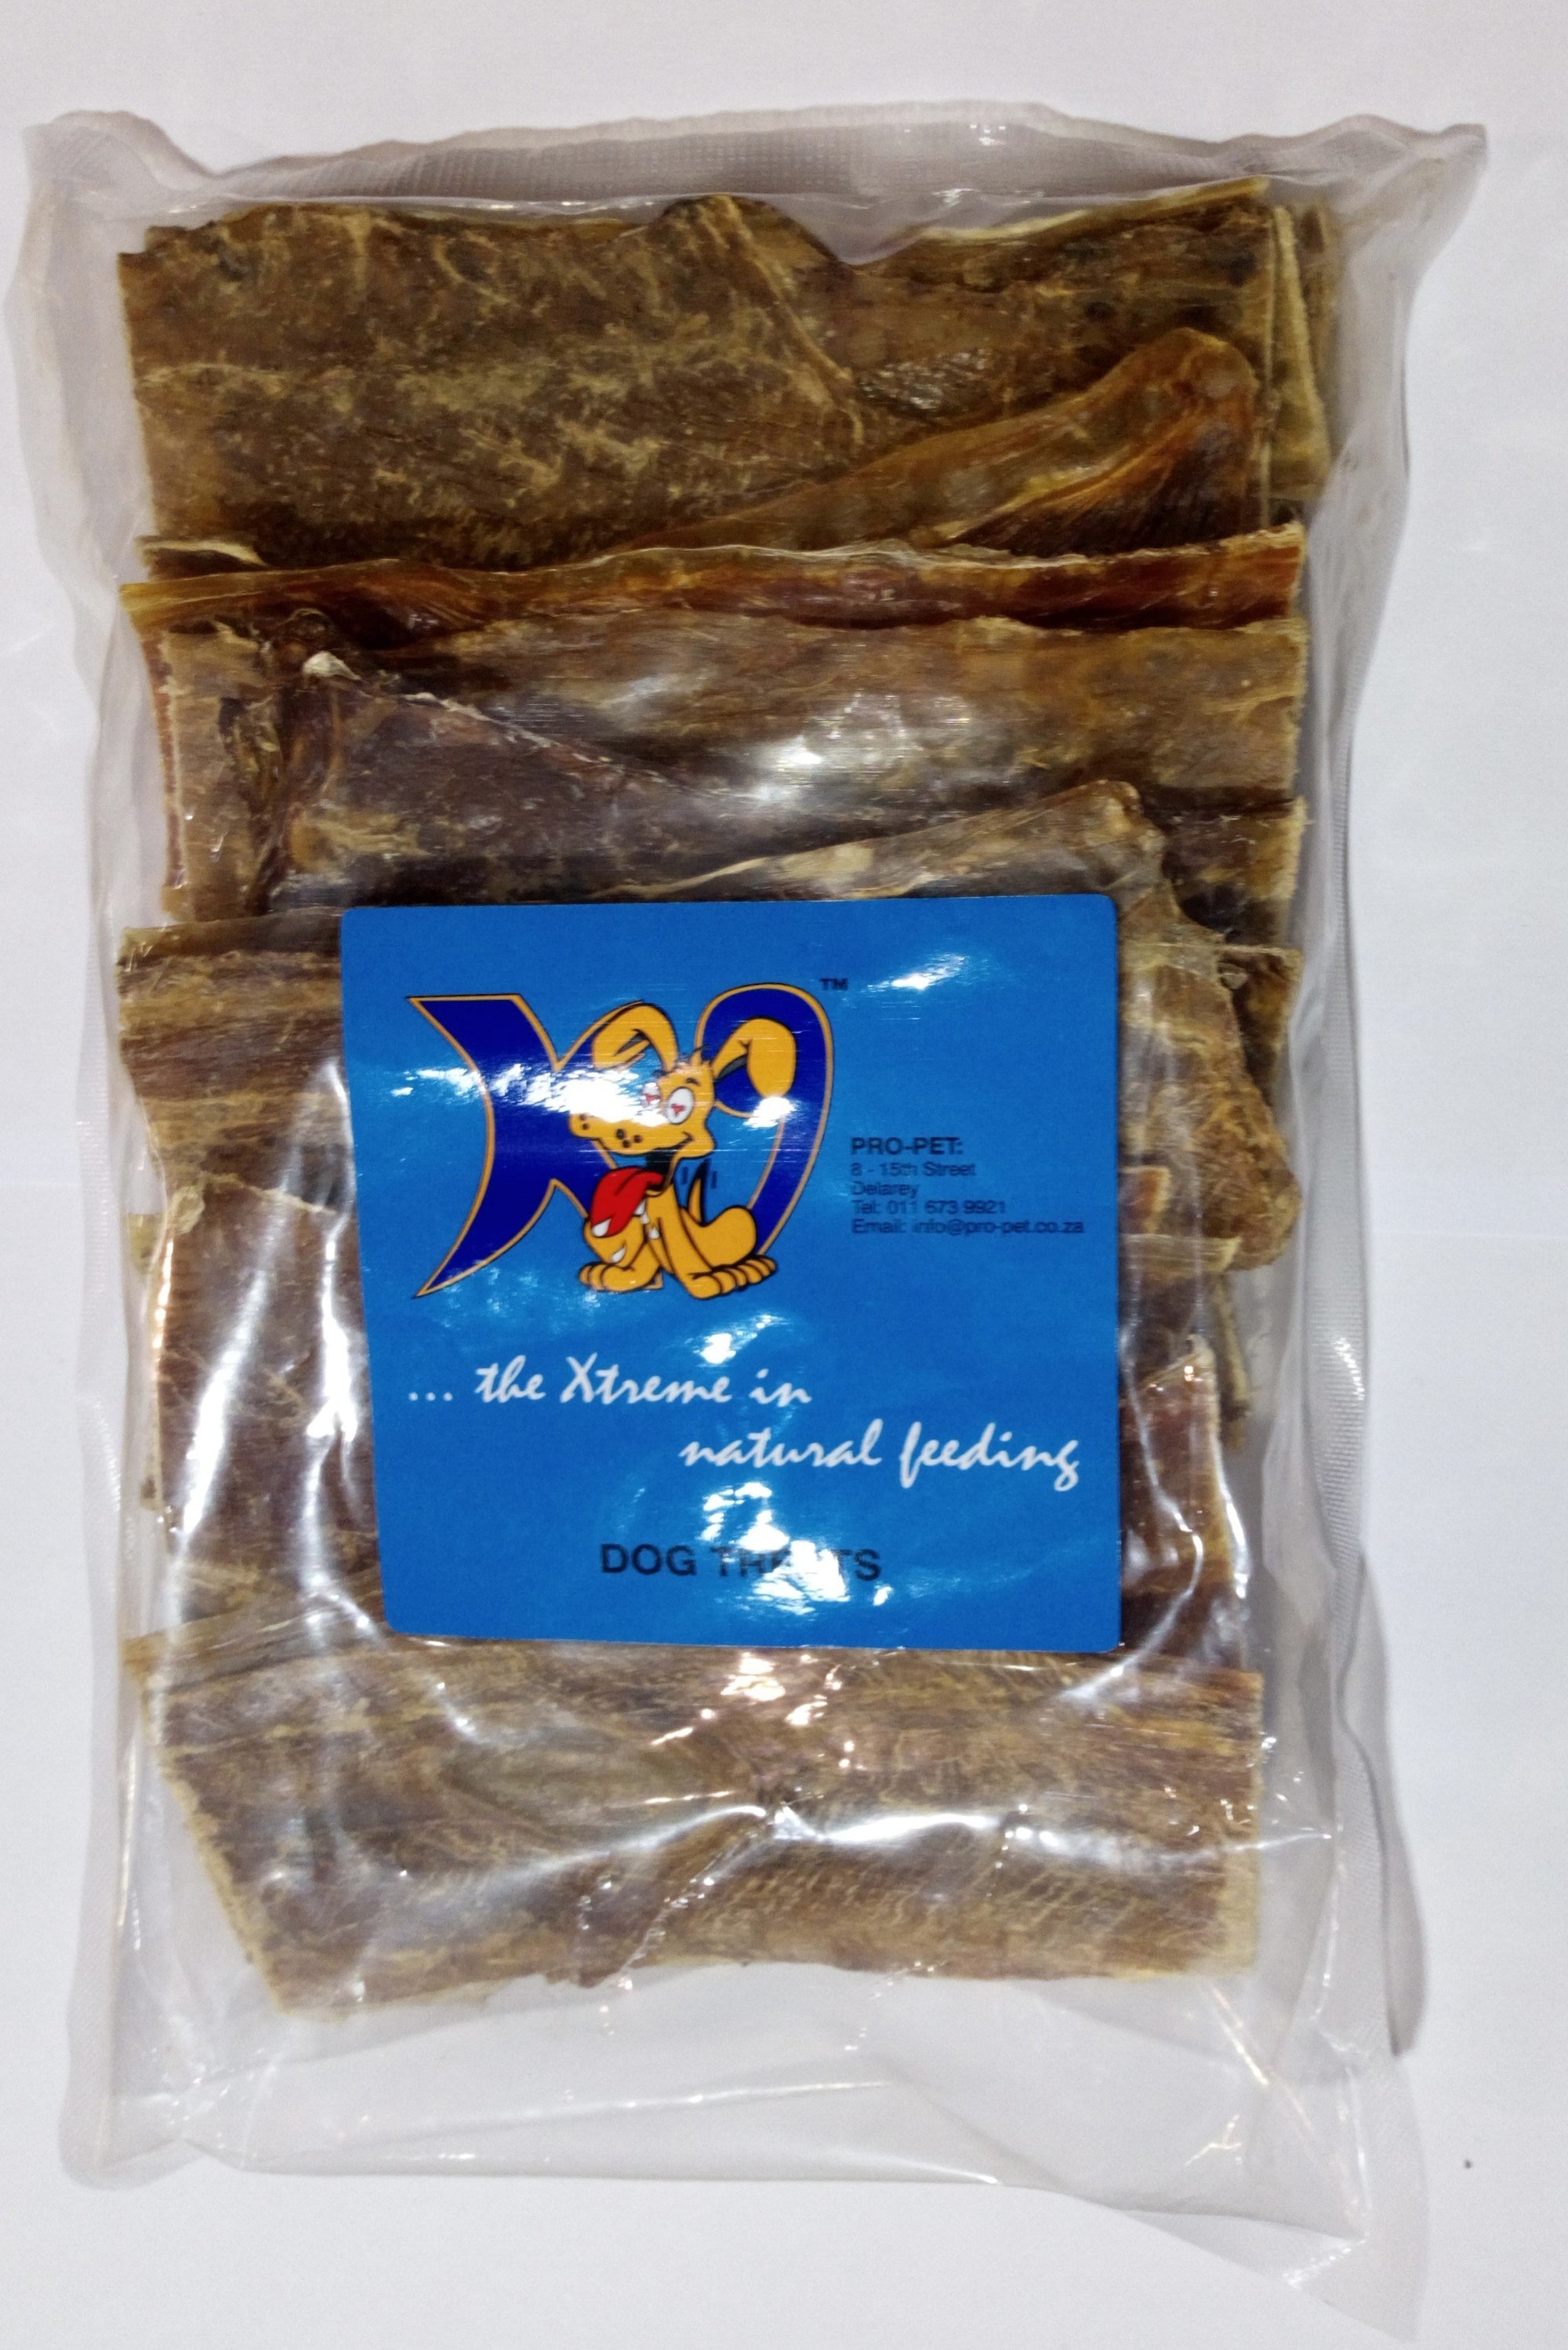 TM
PRO-PET:
8 - 15th Street
Delarey
Tel: 011 673 9921
Email: info@pro-pet.co.za
... the Xtreme in
natural feeding
DOG TREATS